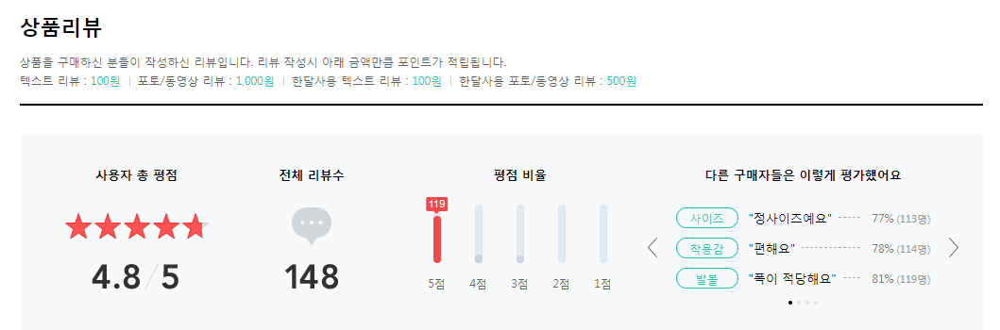 상품리뷰
상품을 구매하신 분들이 작성하신 리뷰입니다. 리뷰 작성시 아래 금액만큼 포인트가 적립됩니다.
텍스트 리뷰 : 100원 | 포토/동영상 리뷰 : 1,000원 | 한달사용 텍스트 리뷰 : 100원 | 한달사용 포토/동영상 리뷰 : 500원
사용자 총 평점
4.8/5
전체 리뷰수
148
평점 비율
119
5점 4점 3점 2점 1점
다른 구매자들은 이렇게 평가했어요
사이즈 "정사이즈예요" 77% (113명)
착용감 "편해요" 78% (114명)
발볼 "폭이 적당해요" 81% (119명)